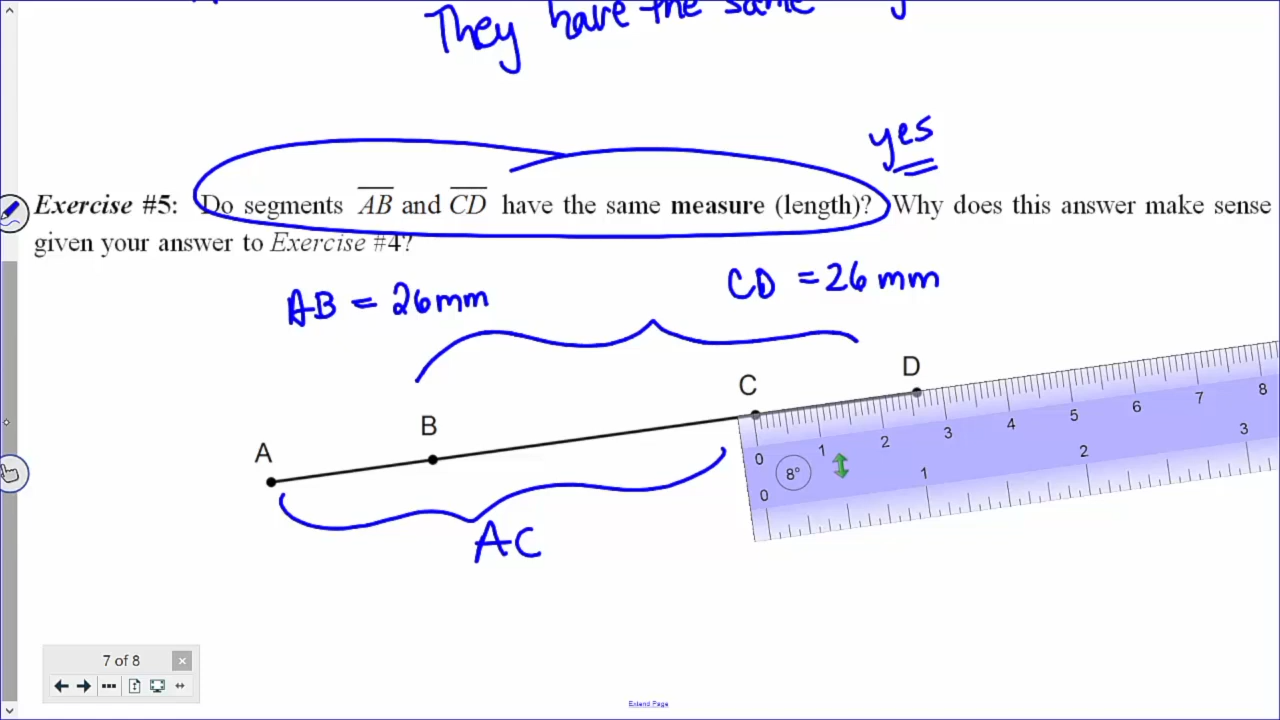 They have the same
yes
Exercise #5: Do segments AB and CD have the same measure (length)? Why does this answer make sense
given your answer to Exercise #4?
AB = 26mm
CD = 26 mm
A
B
C
D
0 1 2 3 4 5 6 7 8
8°
0 1 2 3
AC
7 of 8
Extend Page